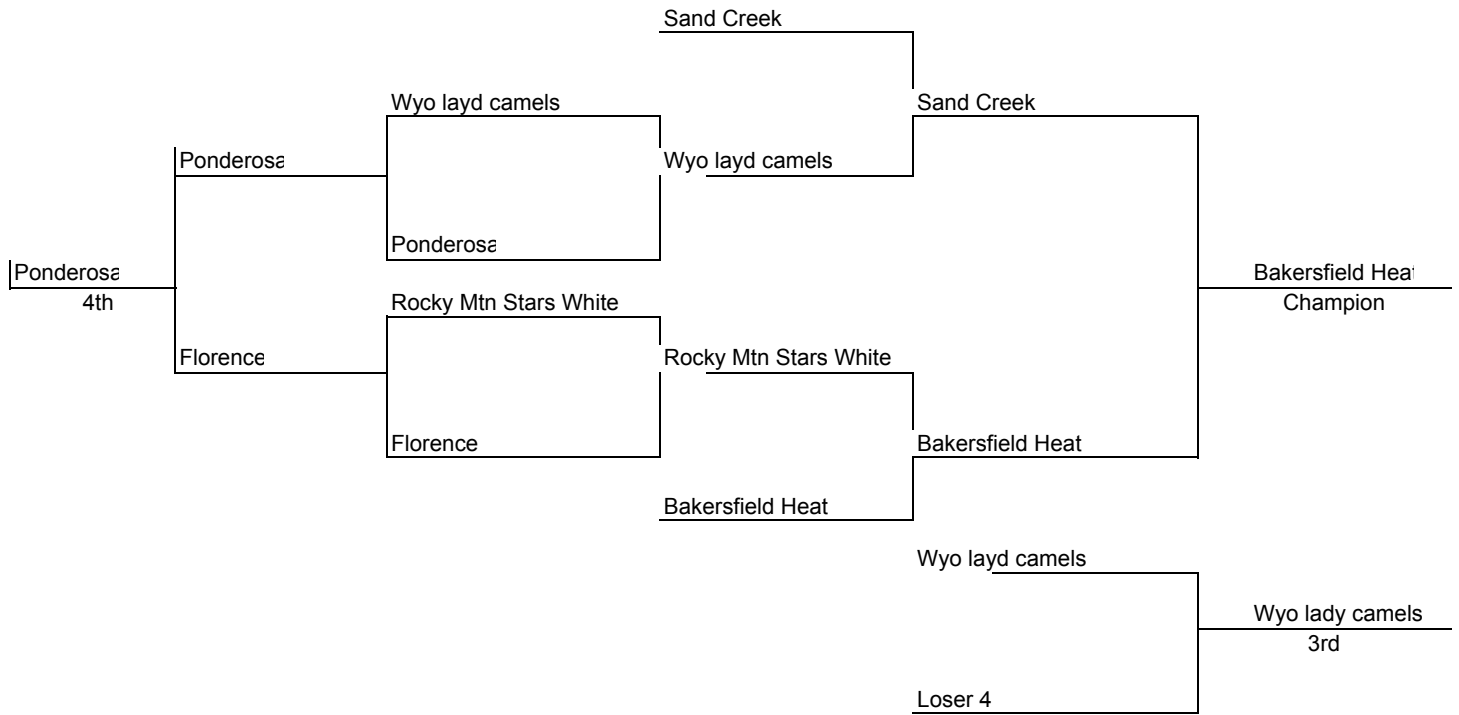 Sand Creek
Wyo layd camels
Sand Creek
Ponderosa
Wyo layd camels
Ponderosa
Ponderosa
Bakersfield Heat
4th
Rocky Mtn Stars White
Champion
Florence
Rocky Mtn Stars White
Florence
Bakersfield Heat
Bakersfield Heat
Wyo layd camels
Wyo lady camels
3rd
Loser 4